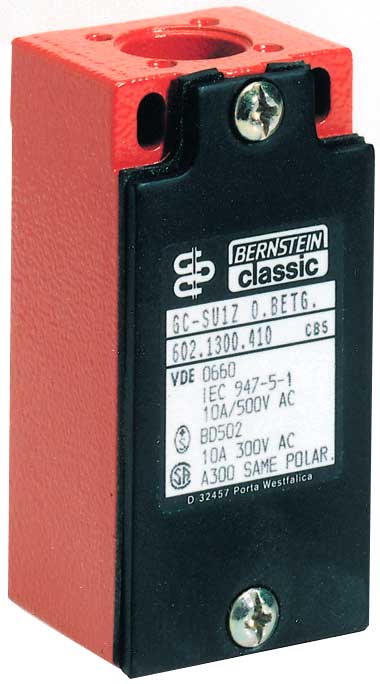 BERNSTEIN
classic
GC-SU1Z O.BETG.
602.1300.410 CB5
VDE 0660
IEC 947-5-1
10A/500V AC
BD502
10A 300V AC
A300 SAME POLAR.
D 32457 Porta Westfalica